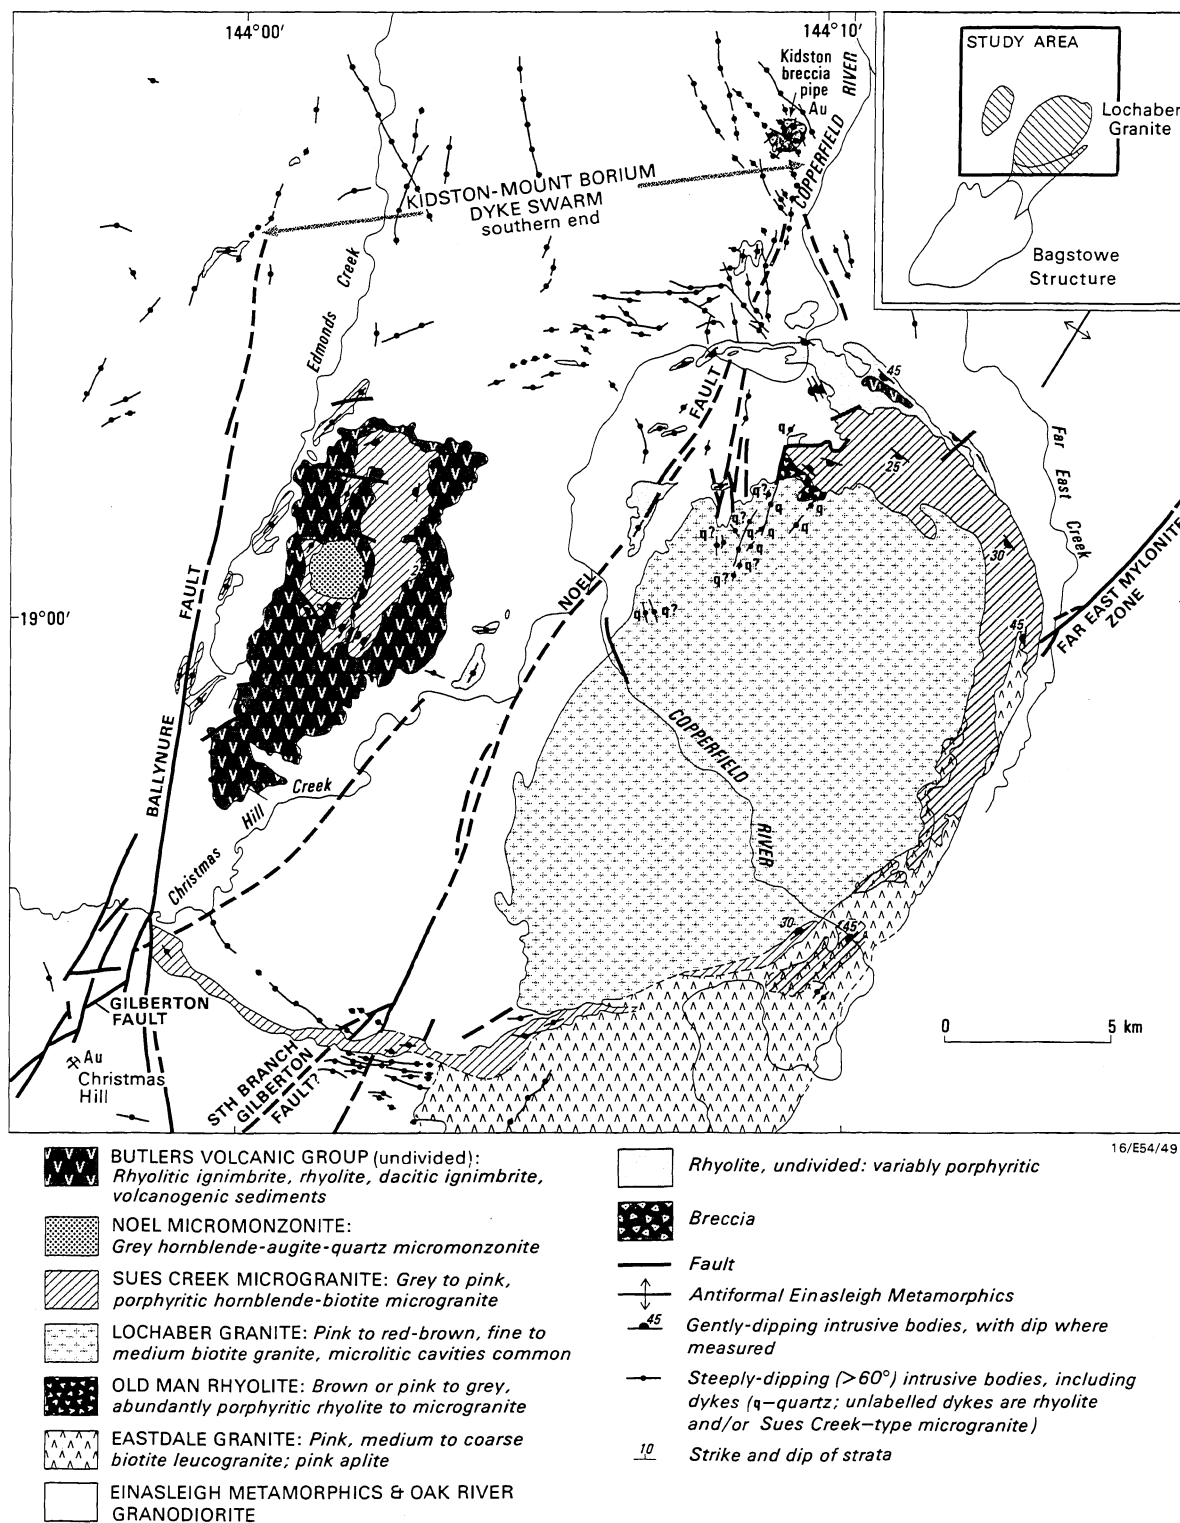 144°00'
144°10'
Kidston
breccia
pipe
Au
COPPERFIELD RIVER
STUDY AREA
Lochaber
Granite
Bagstowe
Structure
KIDSTON-MOUNT BORIUM
DYKE SWARM
southern end
Edmonds Creek
FAULT
45
q
Far East Creek
25
q?
q
q?
q
q
q?
q
q?
q
q?
q
q?
30
25
NOEL
FAULT
19°00'
45
FAR EAST MYLONITE
ZONE
BALLYNURE
COPPERFIELD
RIVER
Christmas Hill Creek
30
45
GILBERTON
FAULT
Au
Christmas
Hill
STH BRANCH
GILBERTON
FAULT?
0 5 km
16/E54/49
BUTLERS VOLCANIC GROUP (undivided):
Rhyolitic ignimbrite, rhyolite, dacitic ignimbrite,
volcanogenic sediments
NOEL MICROMONZONITE:
Grey hornblende-augite-quartz micromonzonite
SUES CREEK MICROGRANITE: Grey to pink,
porphyritic hornblende-biotite microgranite
LOCHABER GRANITE: Pink to red-brown, fine to
medium biotite granite, microlitic cavities common
OLD MAN RHYOLITE: Brown or pink to grey,
abundantly porphyritic rhyolite to microgranite
EASTDALE GRANITE: Pink, medium to coarse
biotite leucogranite; pink aplite
EINASLEIGH METAMORPHICS & OAK RIVER
GRANODIORITE
Rhyolite, undivided: variably porphyritic
Breccia
Fault
Antiformal Einasleigh Metamorphics
45
Gently-dipping intrusive bodies, with dip where
measured
Steeply-dipping (>60°) intrusive bodies, including
dykes (q-quartz; unlabelled dykes are rhyolite
and/or Sues Creek-type microgranite)
10
Strike and dip of strata